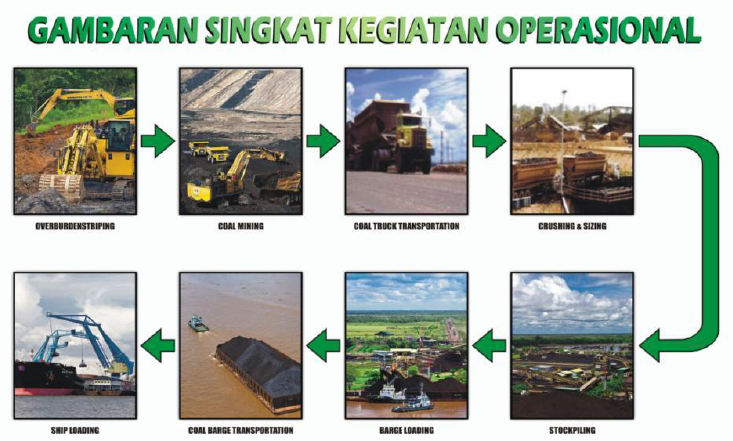 GAMBARAN SINGKAT KEGIATAN OPERASIONAL
OVERBURDENSTRIPING
COAL MINING
COAL TRUCK TRANSPORTATION
CRUSHING & SIZING
STOCKPILING
BARGE LOADING
COAL BARGE TRANSPORTATION
SHIP LOADING